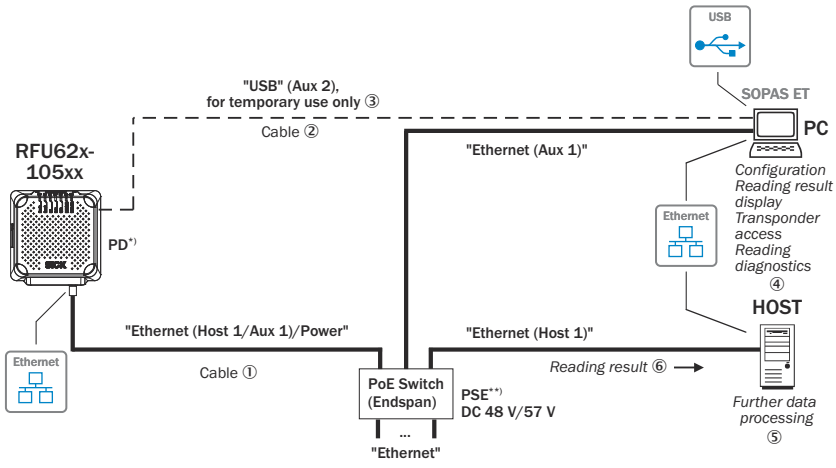 USB
"USB" (Aux 2),
for temporary use only ③
Cable ②
SOPAS ET
PC
"Ethernet (Aux 1)"
RFU62x-
105xx
SICK
PD*)
Configuration
Reading result
display
Transponder
access
Reading
diagnostics
④
Ethernet
HOST
"Ethernet (Host 1/Aux 1)/Power"
"Ethernet (Host 1)"
Ethernet
Cable ①
Reading result ⑥
PoE Switch
(Endspan)
PSE**)
DC 48 V/57 V
Further data
processing
⑤
...
"Ethernet"